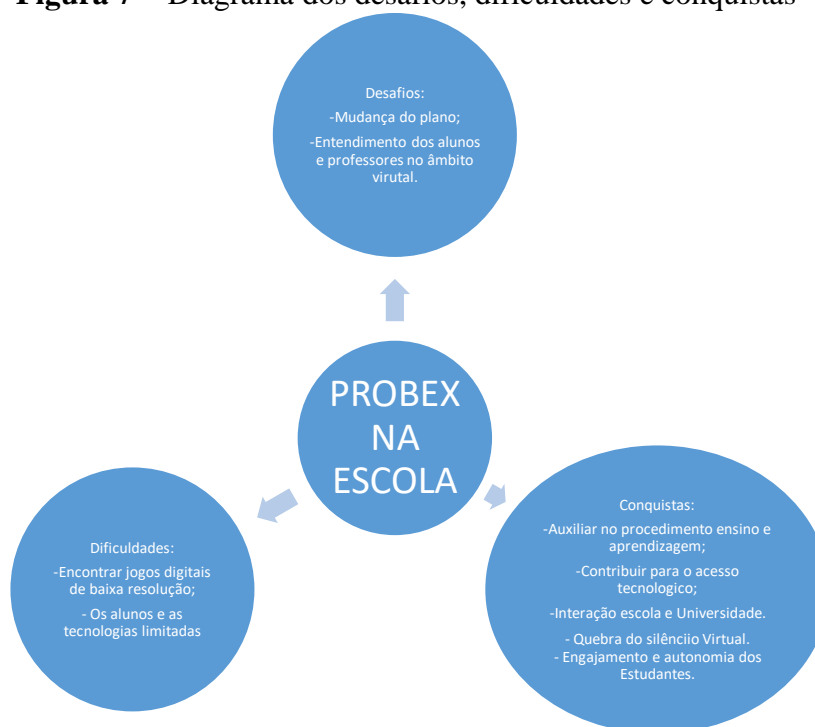 Figura 7 – Diagrama dos desafios, dificuldades e conquistas
Desafios:
-Mudança do plano;
-Entendimento dos alunos
e professores no âmbito
virutal.
PROBEX
NA
ESCOLA
Dificuldades:
-Encontrar jogos digitais
de baixa resolução;
- Os alunos e as
tecnologias limitadas
Conquistas:
-Auxiliar no procedimento ensino e
aprendizagem;
-Contribuir para o acesso
tecnologico;
-Interação escola e Universidade.
- Quebra do silênciio Virtual.
- Engajamento e autonomia dos
Estudantes.